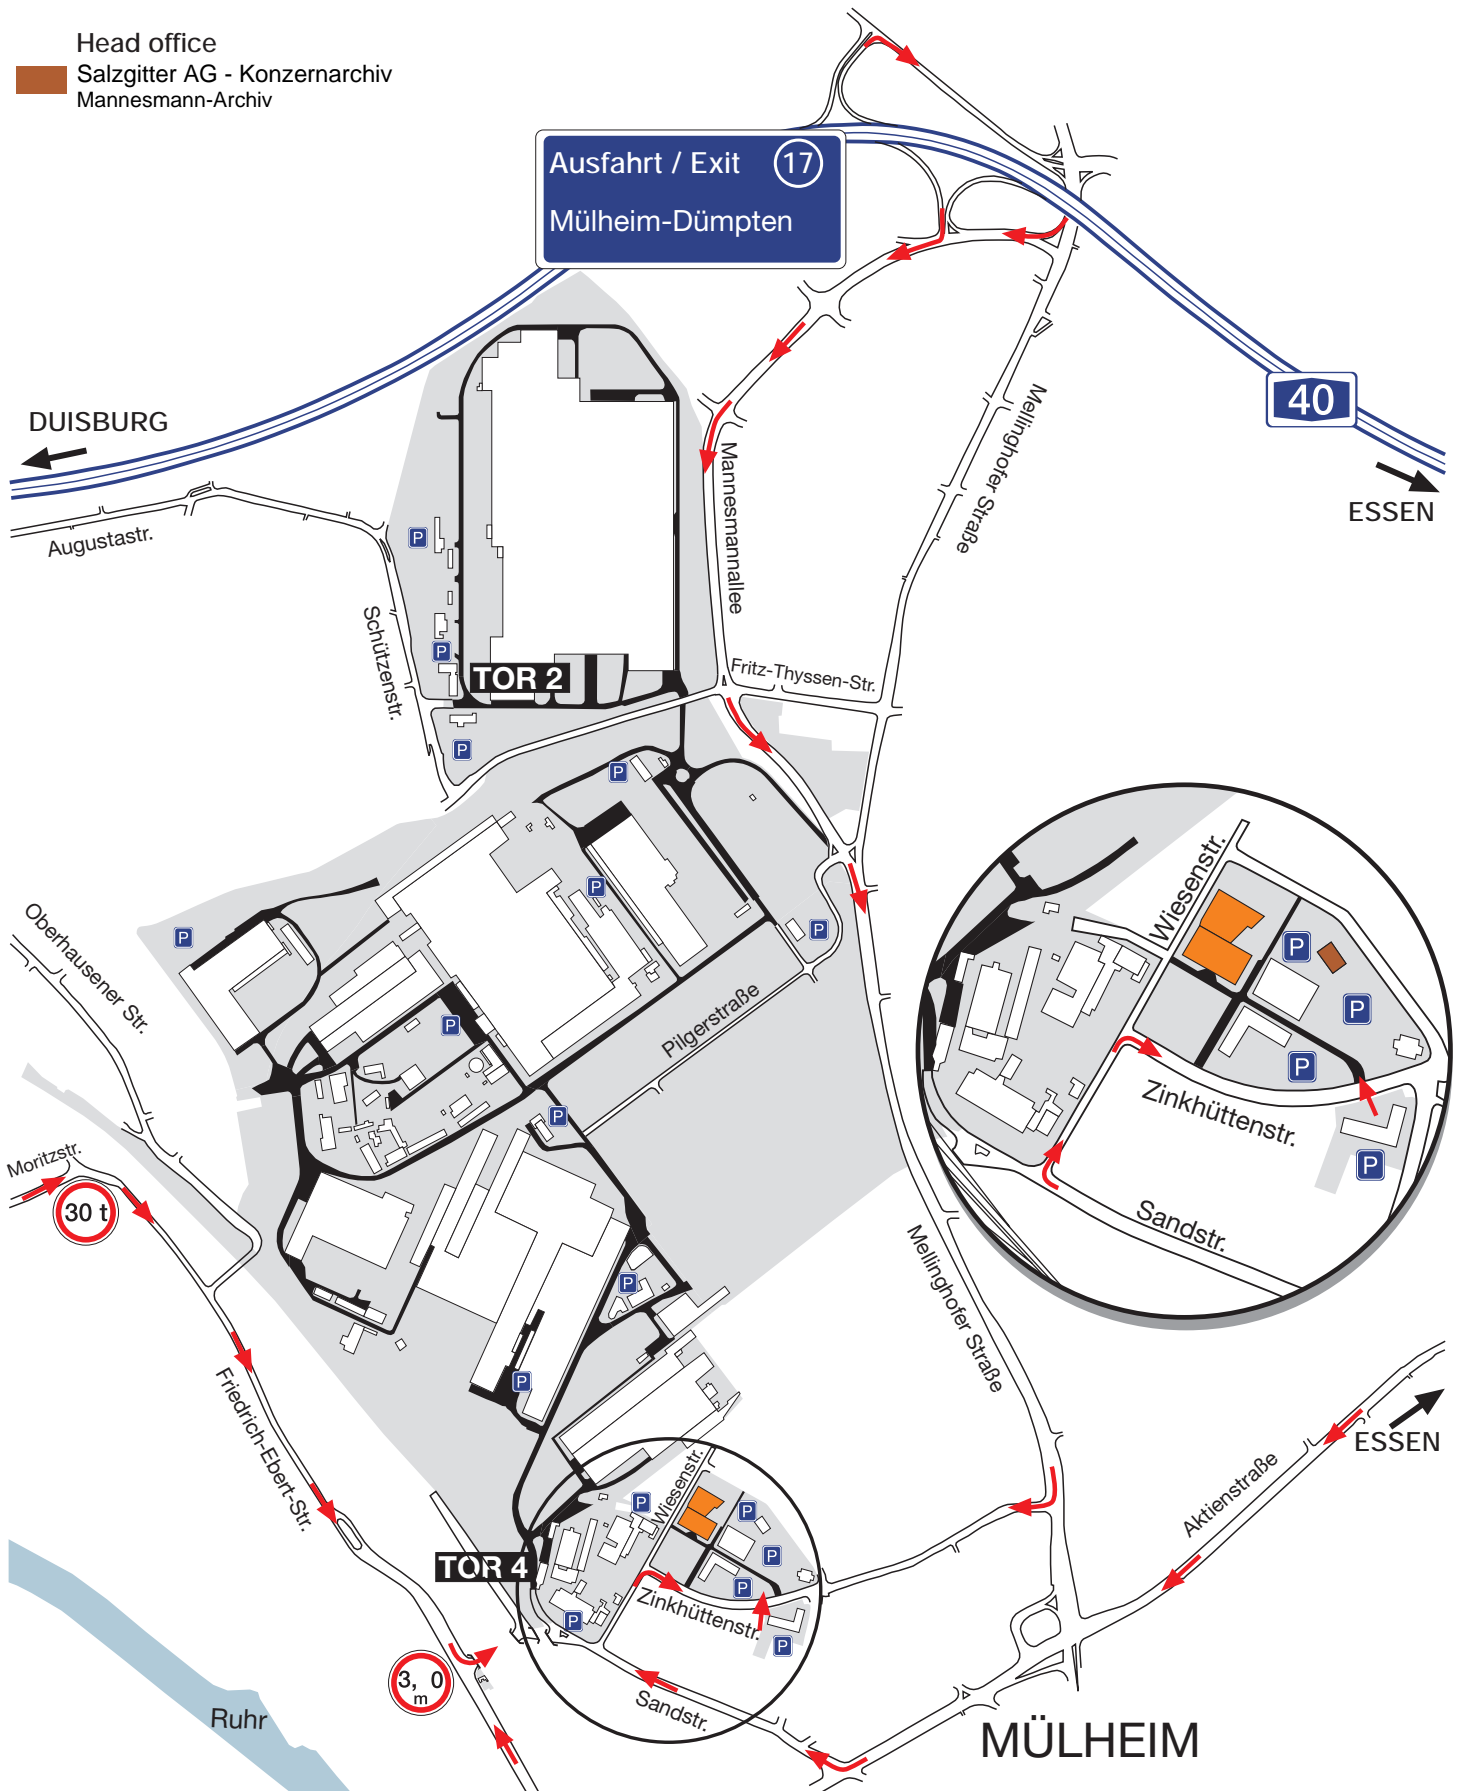 Head office
Salzgitter AG - Konzernarchiv
Mannesmann-Archiv
Ausfahrt / Exit 17
Mülheim-Dümpten
40
DUISBURG
ESSEN
Augustastr.
Mannesmannallee
Mellinghofer Straße
P
Schützenstr.
P
TOR 2
Fritz-Thyssen-Str.
P
P
P
P
P
Oberhausener Str.
P
Pilgerstraße
Wiesenstr.
P
P
P
Zinkhüttenstr.
P
Sandstr.
P
Moritzstr.
30 t
Mellinghofer Straße
P
P
Friedrich-Ebert-Str.
ESSEN
Aktienstraße
Wiesenstr.
P
P
TOR 4
P
P
Zinkhüttenstr.
P
P
3, 0
m
Sandstr.
Ruhr
MÜLHEIM